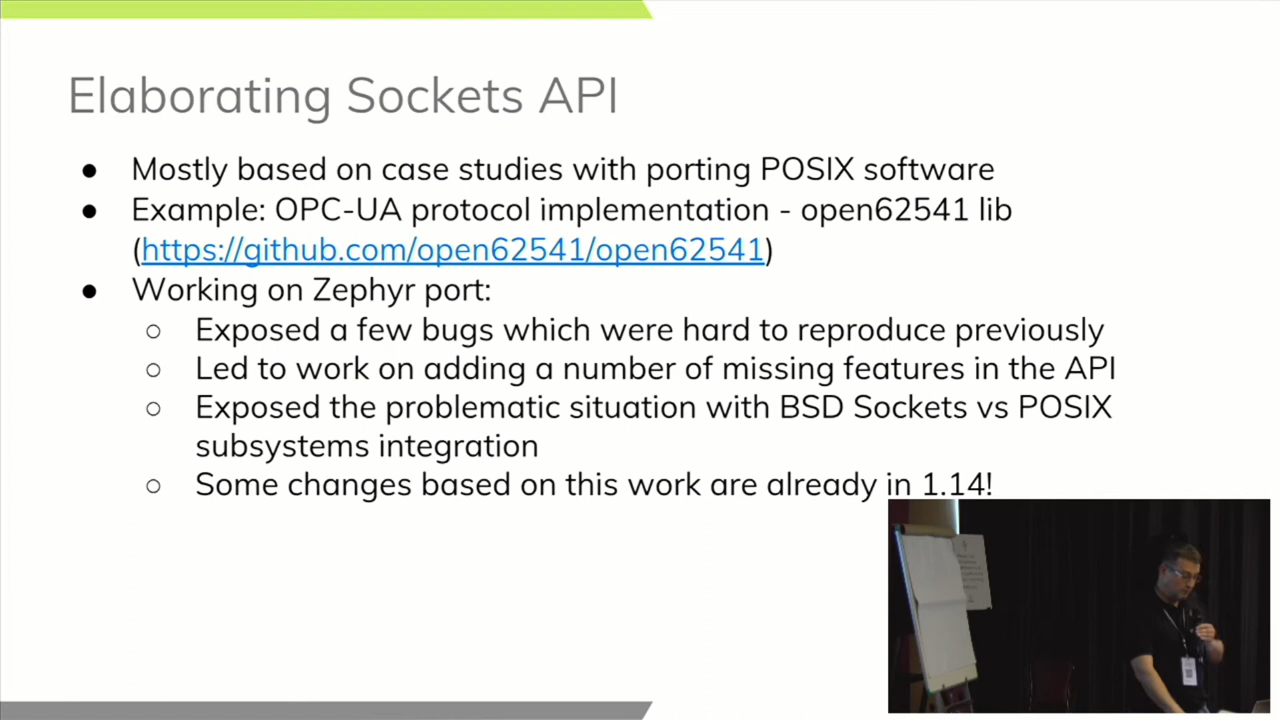 Elaborating Sockets API
● Mostly based on case studies with porting POSIX software
● Example: OPC-UA protocol implementation - open62541 lib
(https://github.com/open62541/open62541)
● Working on Zephyr port:
○ Exposed a few bugs which were hard to reproduce previously
○ Led to work on adding a number of missing features in the API
○ Exposed the problematic situation with BSD Sockets vs POSIX
subsystems integration
○ Some changes based on this work are already in 1.14!